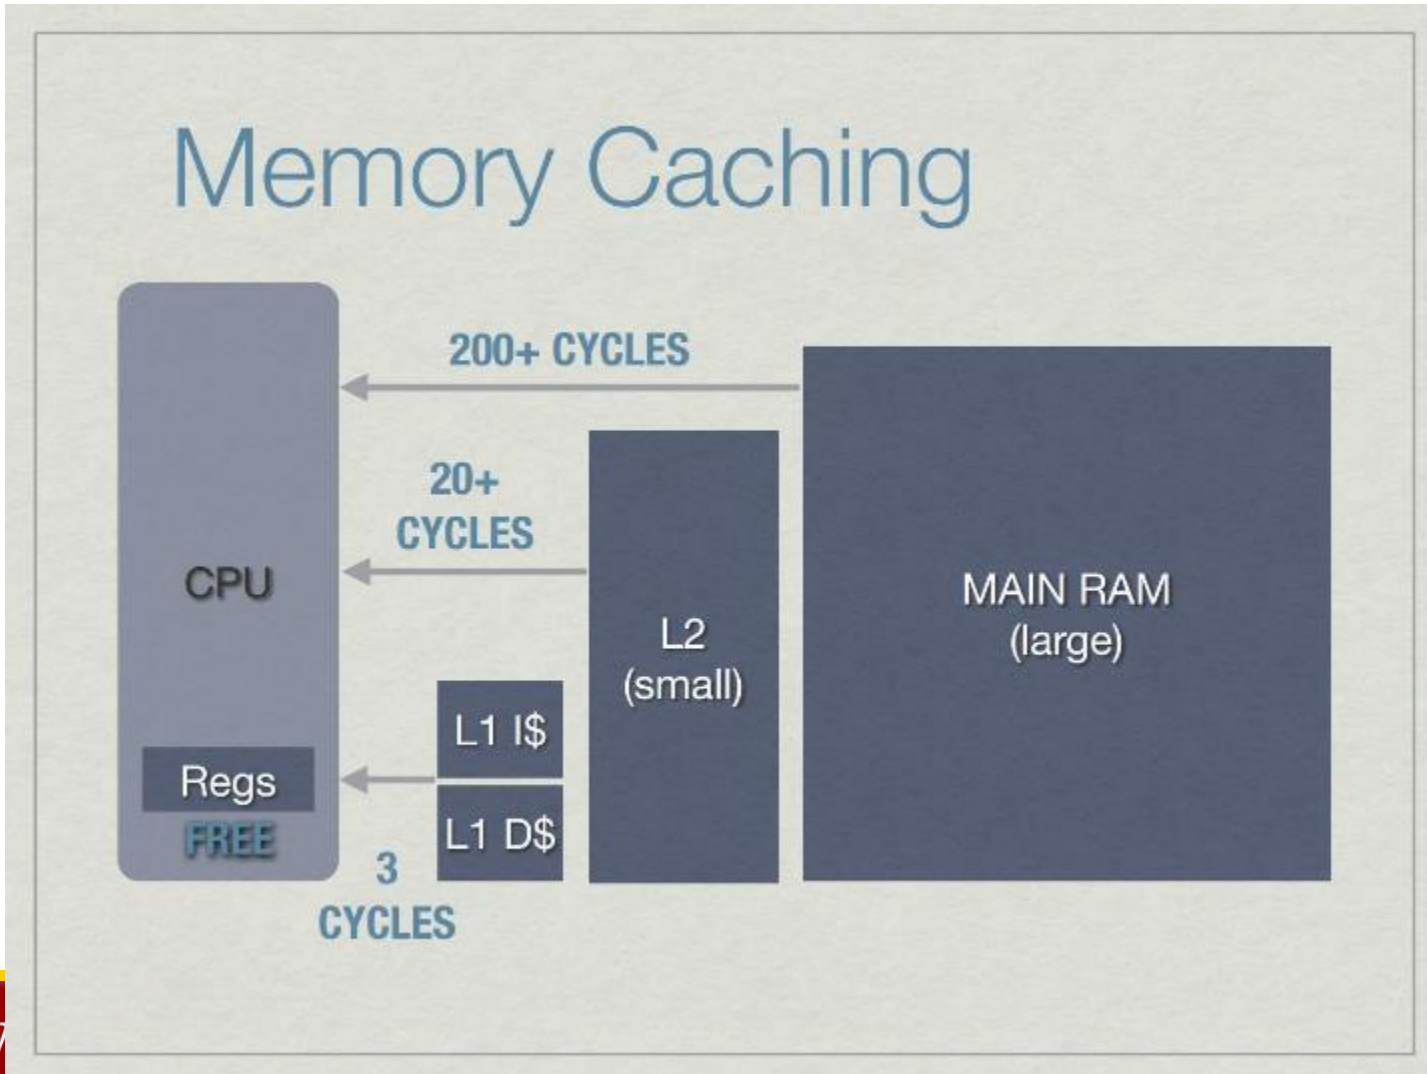 Memory Caching
200+ CYCLES
20+
CYCLES
CPU
MAIN RAM
(large)
L2
(small)
L1 I$
Regs
FREE
L1 D$
3
CYCLES